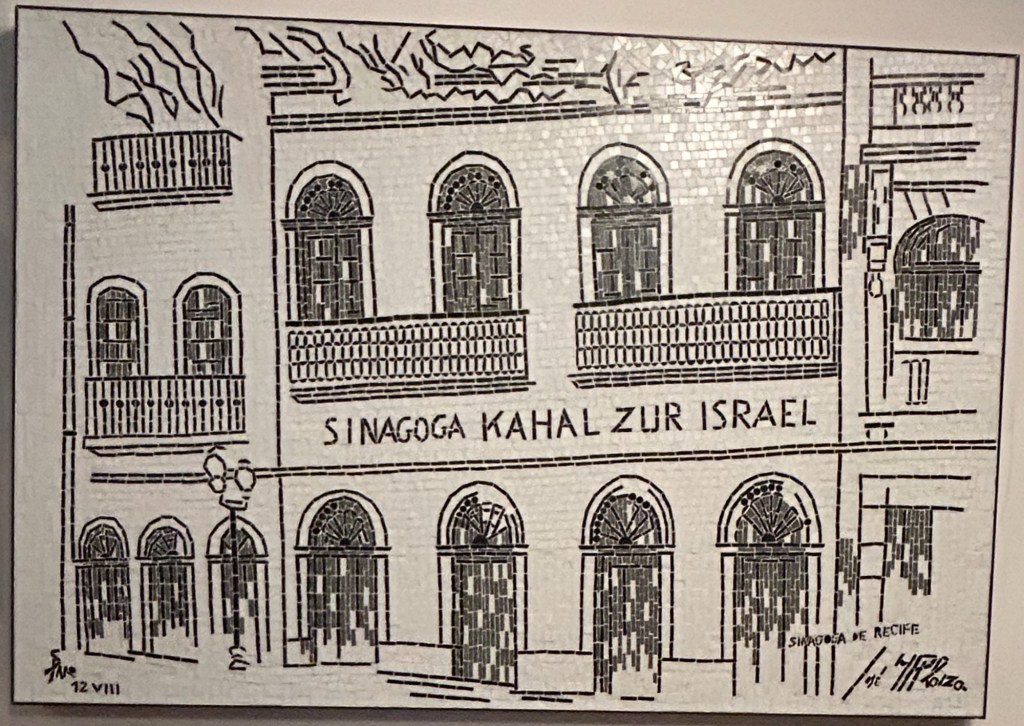 SINAGOGA KAHAL ZUR ISRAEL
SINAGOGA DE RECIFE
12 VIII